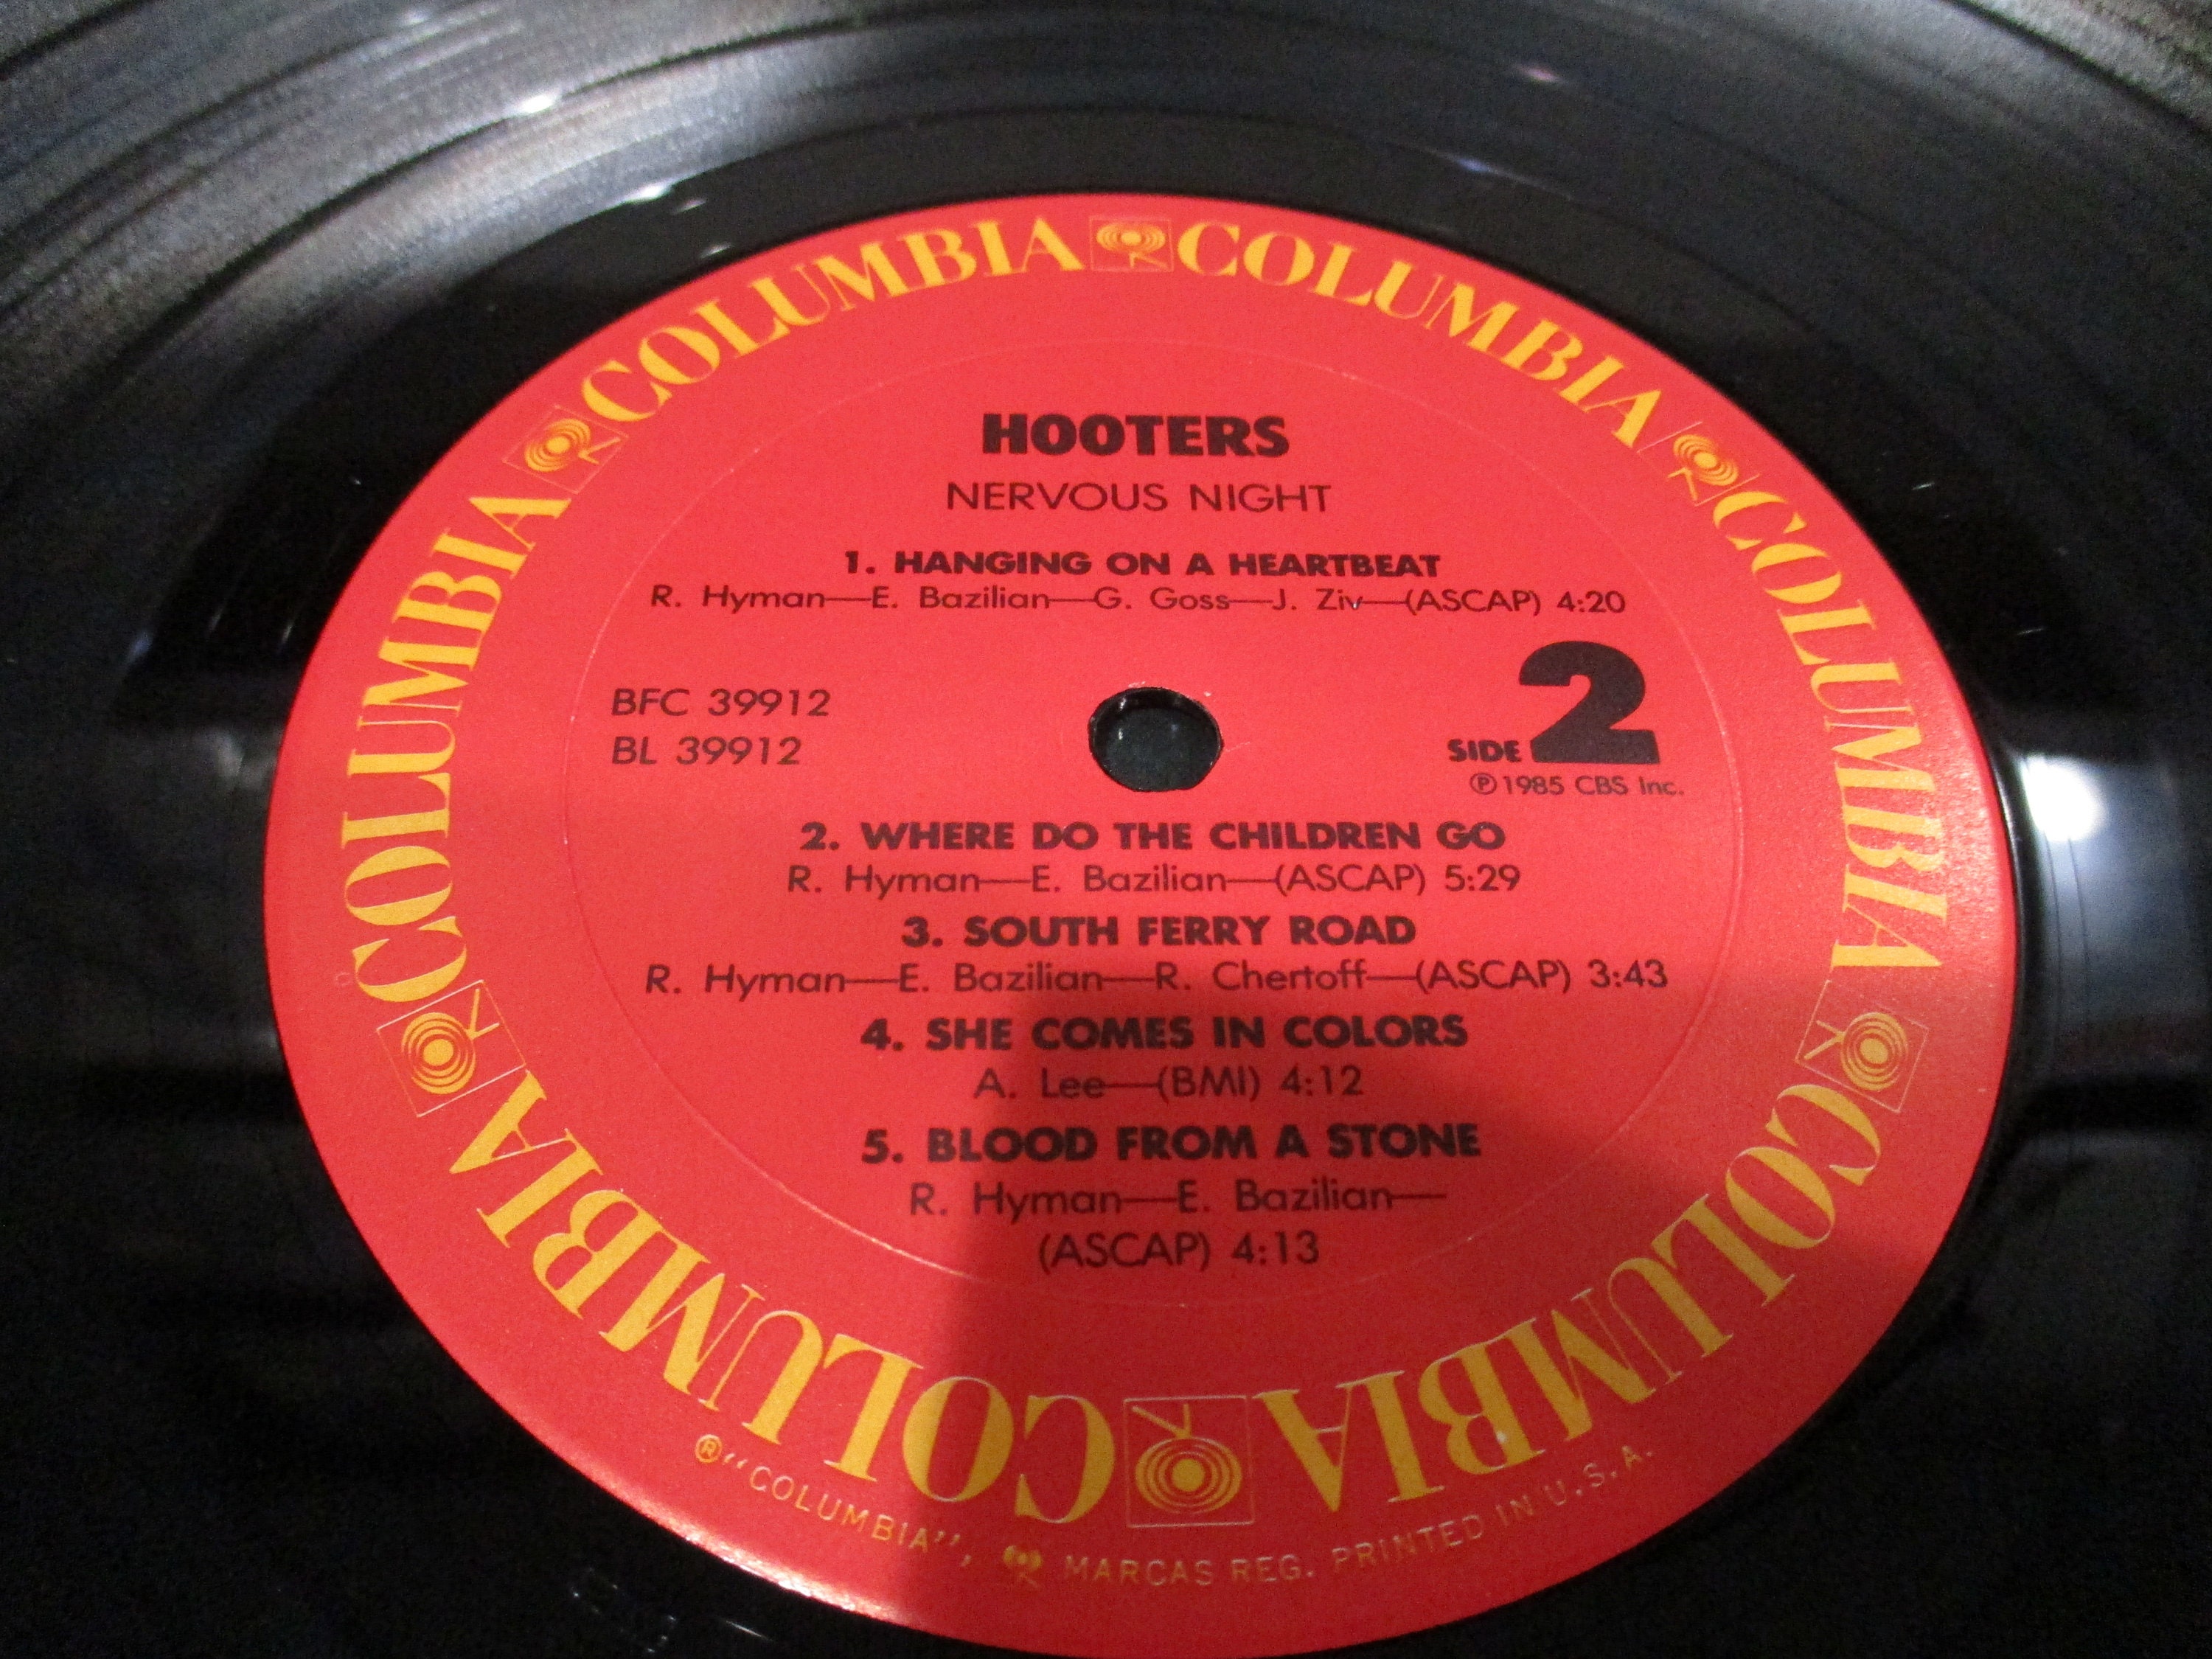 COLUMBIA COLUMBIA COLUMBIA COLUMBIA COLUMBIA COLUMBIA
HOOTERS
NERVOUS NIGHT
1. HANGING ON A HEARTBEAT
R. Hyman—E. Bazilian—G. Goss—J. Ziv—(ASCAP) 4:20
BFC 39912
BL 39912
SIDE 2
℗1985 CBS Inc.
2. WHERE DO THE CHILDREN GO
R. Hyman—E. Bazilian—(ASCAP) 5:29
3. SOUTH FERRY ROAD
R. Hyman—E. Bazilian—R. Chertoff—(ASCAP) 3:43
4. SHE COMES IN COLORS
A. Lee—(BMI) 4:12
5. BLOOD FROM A STONE
R. Hyman—E. Bazilian—
(ASCAP) 4:13
®"COLUMBIA", MARCAS REG. PRINTED IN U.S.A.